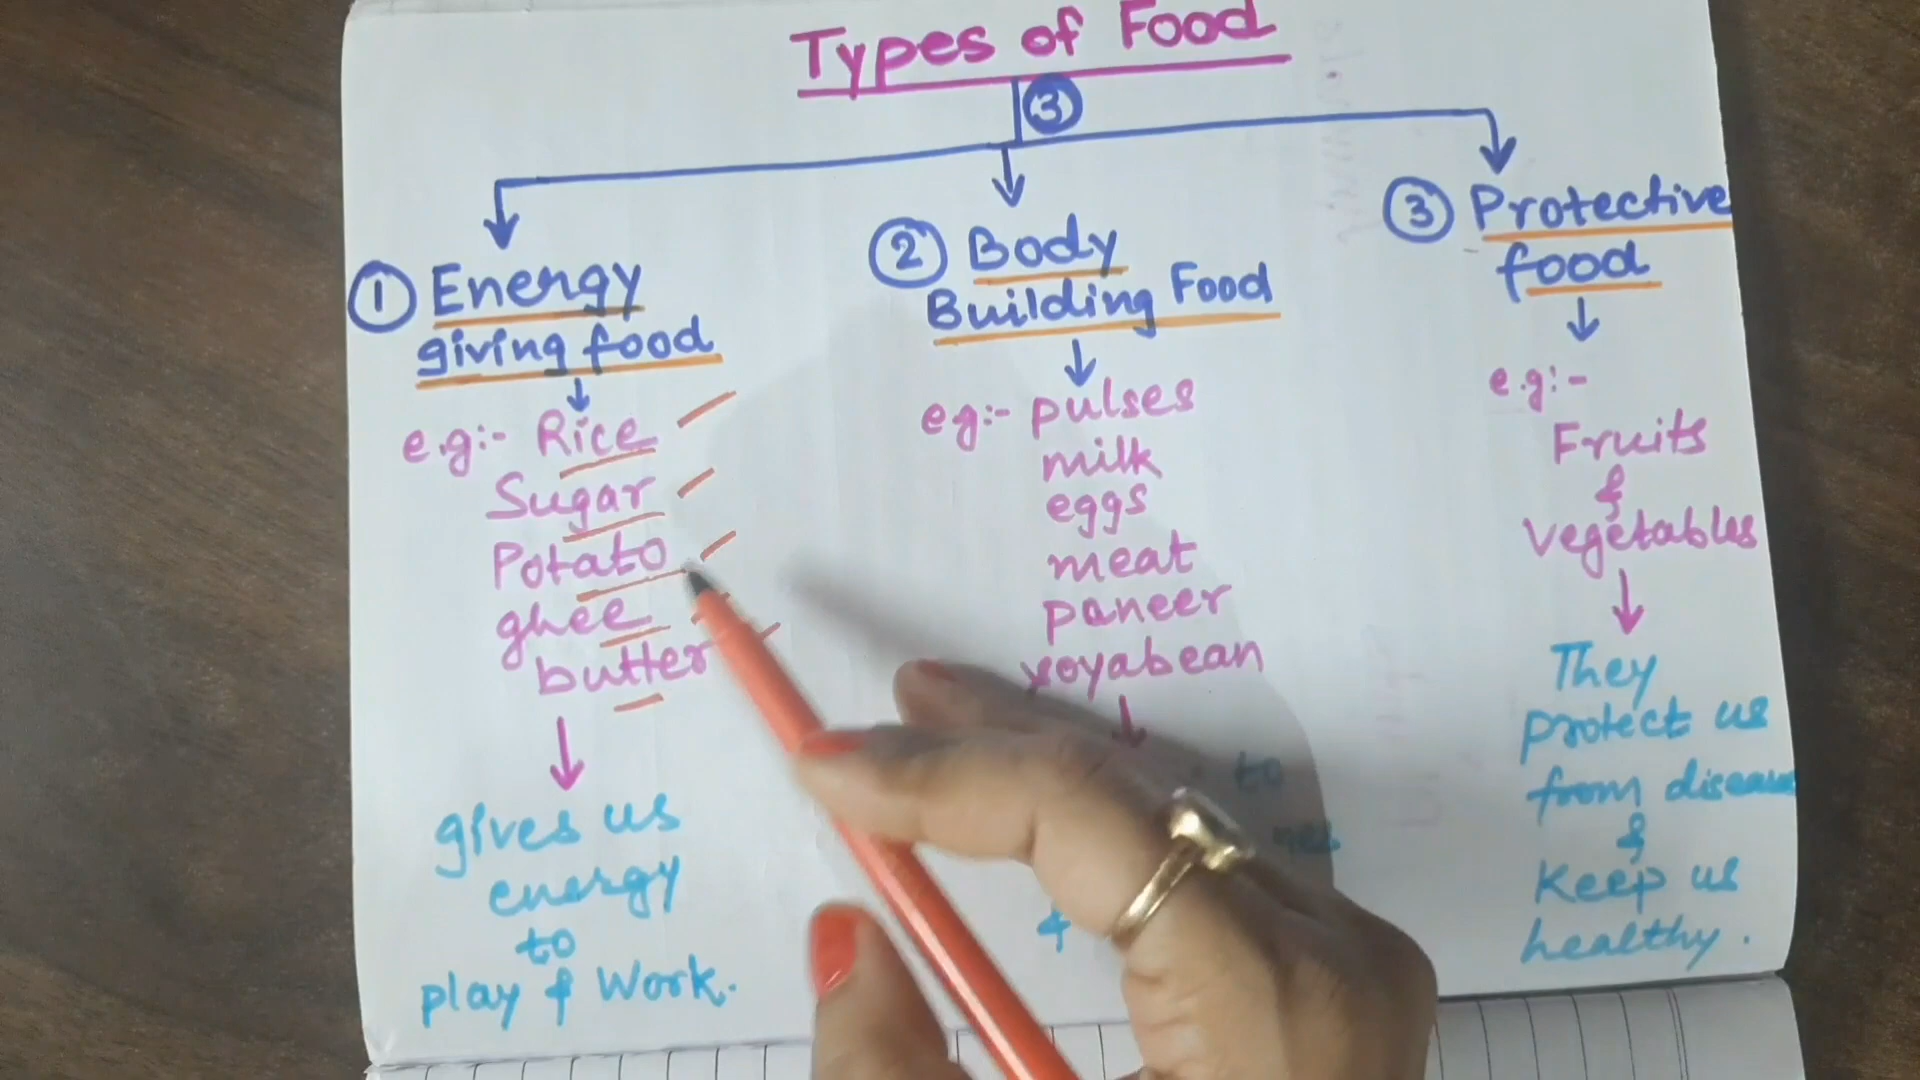 Types of Food
3
1 Energy
giving food
e.g:- Rice
Sugar
Potato
ghee
butter
gives us
energy
to
play & Work.
2 Body
Building Food
eg:- pulses
milk
eggs
meat
paneer
soyabean
to
&
3 Protective
food
e.g:-
Fruits
&
Vegetables
They
protect us
from
&
Keep us
healthy.